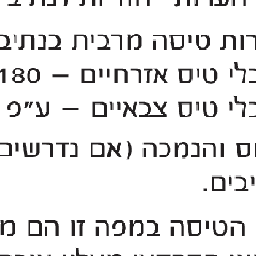 רות טיסה מרבית בנתיב
כלי טיס אזרחיים – 180
כלי טיס צבאיים – ע"פ
וס והנמכה (אם נדרשים
יבים.
הטיסה במפה זו הם מ